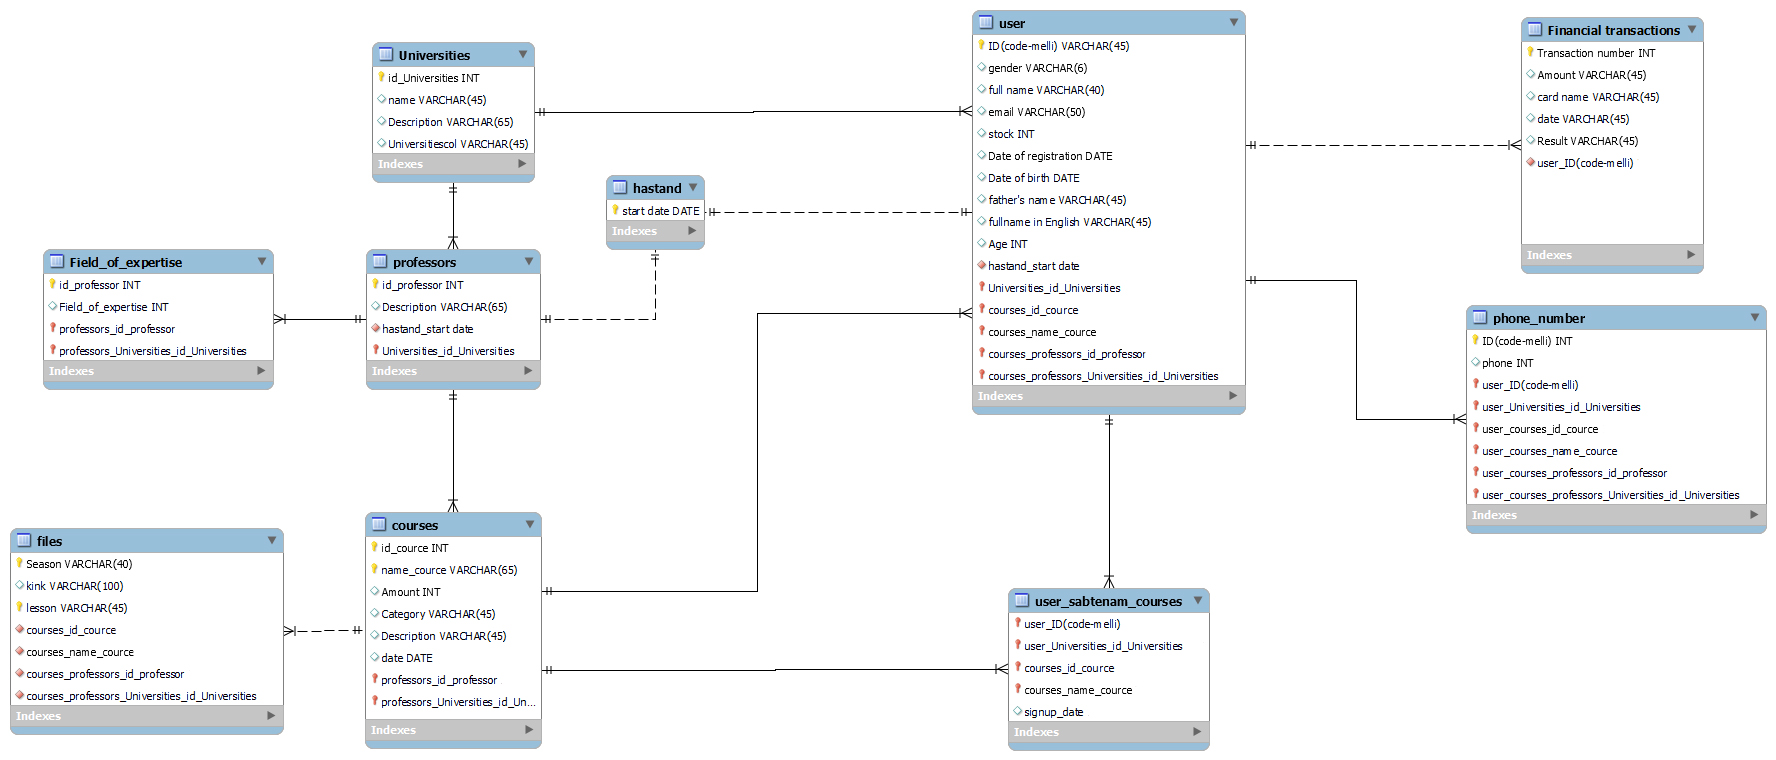 Universities
id_Universities INT
name VARCHAR(45)
Description VARCHAR(65)
Universitiescol VARCHAR(45)
Indexes
user
ID(code-melli) VARCHAR(45)
gender VARCHAR(6)
full name VARCHAR(40)
email VARCHAR(50)
stock INT
Date of registration DATE
Date of birth DATE
father's name VARCHAR(45)
fullname in English VARCHAR(45)
Age INT
hastand_start date
Universities_id_Universities
courses_id_cource
courses_name_cource
courses_professors_id_professor
courses_professors_Universities_id_Universities
Indexes
Financial transactions
Transaction number INT
Amount VARCHAR(45)
card name VARCHAR(45)
date VARCHAR(45)
Result VARCHAR(45)
user_ID(code-melli)
Indexes
hastand
start date DATE
Indexes
Field_of_expertise
id_professor INT
Field_of_expertise INT
professors_id_professor
professors_Universities_id_Universities
Indexes
professors
id_professor INT
Description VARCHAR(65)
hastand_start date
Universities_id_Universities
Indexes
phone_number
ID(code-melli) INT
phone INT
user_ID(code-melli)
user_Universities_id_Universities
user_courses_id_cource
user_courses_name_cource
user_courses_professors_id_professor
user_courses_professors_Universities_id_Universities
Indexes
files
Season VARCHAR(40)
kink VARCHAR(100)
lesson VARCHAR(45)
courses_id_cource
courses_name_cource
courses_professors_id_professor
courses_professors_Universities_id_Universities
Indexes
courses
id_cource INT
name_cource VARCHAR(65)
Amount INT
Category VARCHAR(45)
Description VARCHAR(45)
date DATE
professors_id_professor
professors_Universities_id_Un...
Indexes
user_sabtenam_courses
user_ID(code-melli)
user_Universities_id_Universities
courses_id_cource
courses_name_cource
signup_date
Indexes